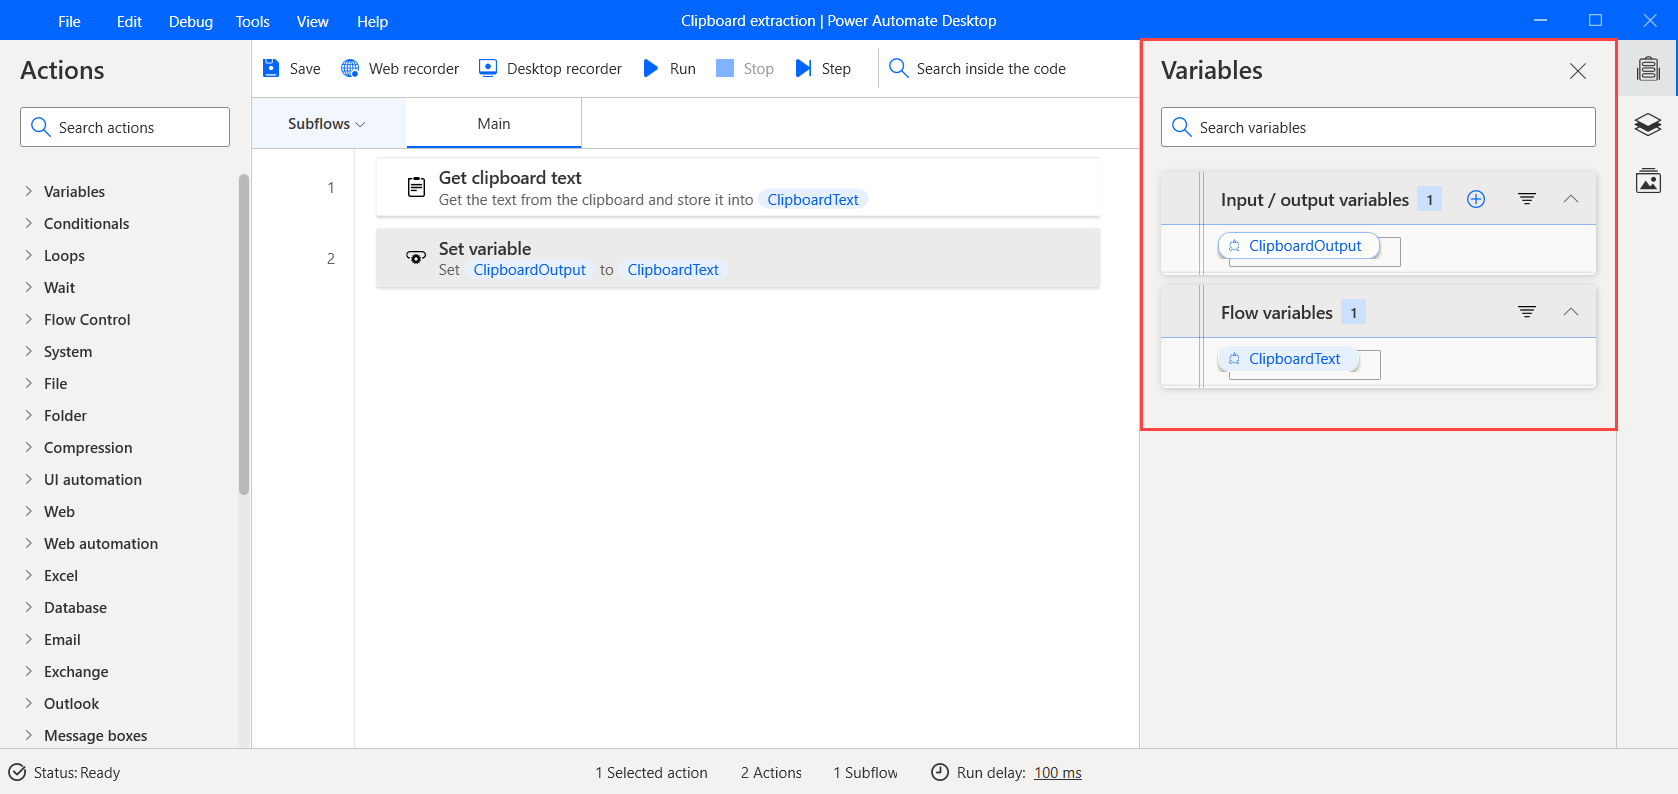 File Edit Debug Tools View Help Clipboard extraction | Power Automate Desktop
Actions
Search actions
Variables
Conditionals
Loops
Wait
Flow Control
System
File
Folder
Compression
UI automation
Web
Web automation
Excel
Database
Email
Exchange
Outlook
Message boxes
Save Web recorder Desktop recorder Run Stop Step Search inside the code
Subflows Main
1 Get clipboard text
Get the text from the clipboard and store it into ClipboardText
2 Set variable
Set ClipboardOutput to ClipboardText
Variables
Search variables
Input / output variables 1
ClipboardOutput
Flow variables 1
ClipboardText
Status: Ready 1 Selected action 2 Actions 1 Subflow Run delay: 100 ms